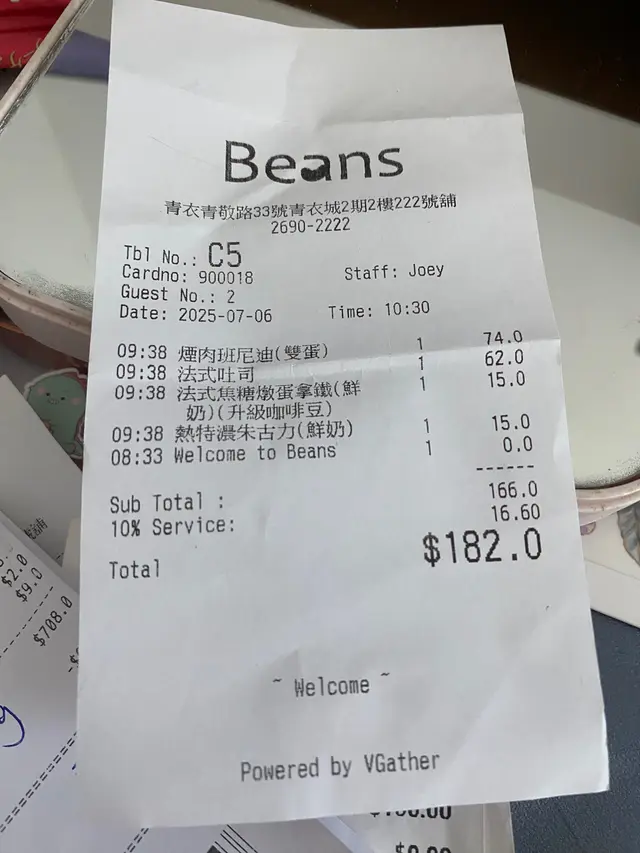 Beans
青衣青敬路33號青衣城2期2樓222號舖
2690-2222
Tbl No.: C5
Cardno: 900018 Staff: Joey
Guest No.: 2
Date: 2025-07-06 Time: 10:30
09:38 煙肉班尼迪(雙蛋) 1 74.0
09:38 法式吐司 1 62.0
09:38 法式焦糖燉蛋拿鐵(鮮 1 15.0
奶)(升級咖啡豆)
09:38 熱特濃朱古力(鮮奶) 1 15.0
08:33 Welcome to Beans 1 0.0
------
Sub Total : 166.0
10% Service: 16.60
Total $182.0
~ Welcome ~
Powered by VGather
$2.0
$9.0
$708.0